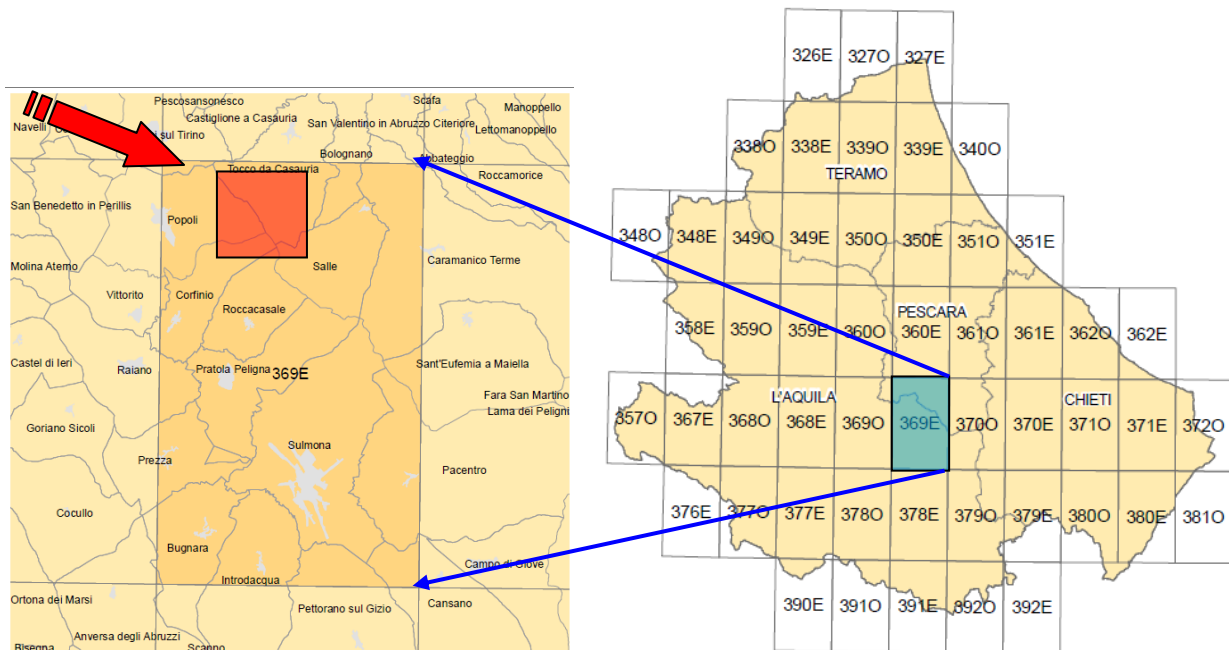 Pescosansonesco
Scafa
Manoppello
Castiglione a Casauria
Navelli
sul Tirino
San Valentino in Abruzzo Citeriore
Lettomanoppello
Bolognano
Abbateggio
Tocco da Casauria
Roccamorice
San Benedetto in Perillis
Popoli
Molina Aterno
Salle
Caramanico Terme
Vittorito
Corfinio
Roccacasale
Castel di Ieri
Raiano
Pratola Peligna
369E
Sant'Eufemia a Maiella
Fara San Martino
Lama dei Peligni
Goriano Sicoli
Sulmona
Prezza
Pacentro
Cocullo
Bugnara
Campo di Giove
Introdacqua
Ortona dei Marsi
Pettorano sul Gizio
Cansano
Anversa degli Abruzzi
Bisegna
Scanno
326E 327O 327E
338O 338E 339O 339E 340O
TERAMO
348O 348E 349O 349E 350O 350E 351O 351E
PESCARA
358E 359O 359E 360O 360E 361O 361E 362O 362E
L'AQUILA
CHIETI
357O 367E 368O 368E 369O 369E 370O 370E 371O 371E 372O
376E 377O 377E 378O 378E 379O 379E 380O 380E 381O
390E 391O 391E 392O 392E